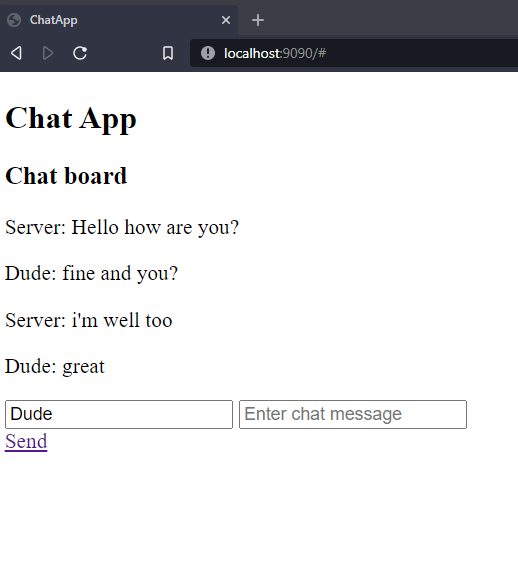 ChatApp
localhost:9090/#
Chat App
Chat board
Server: Hello how are you?
Dude: fine and you?
Server: i'm well too
Dude: great
Dude Enter chat message
Send